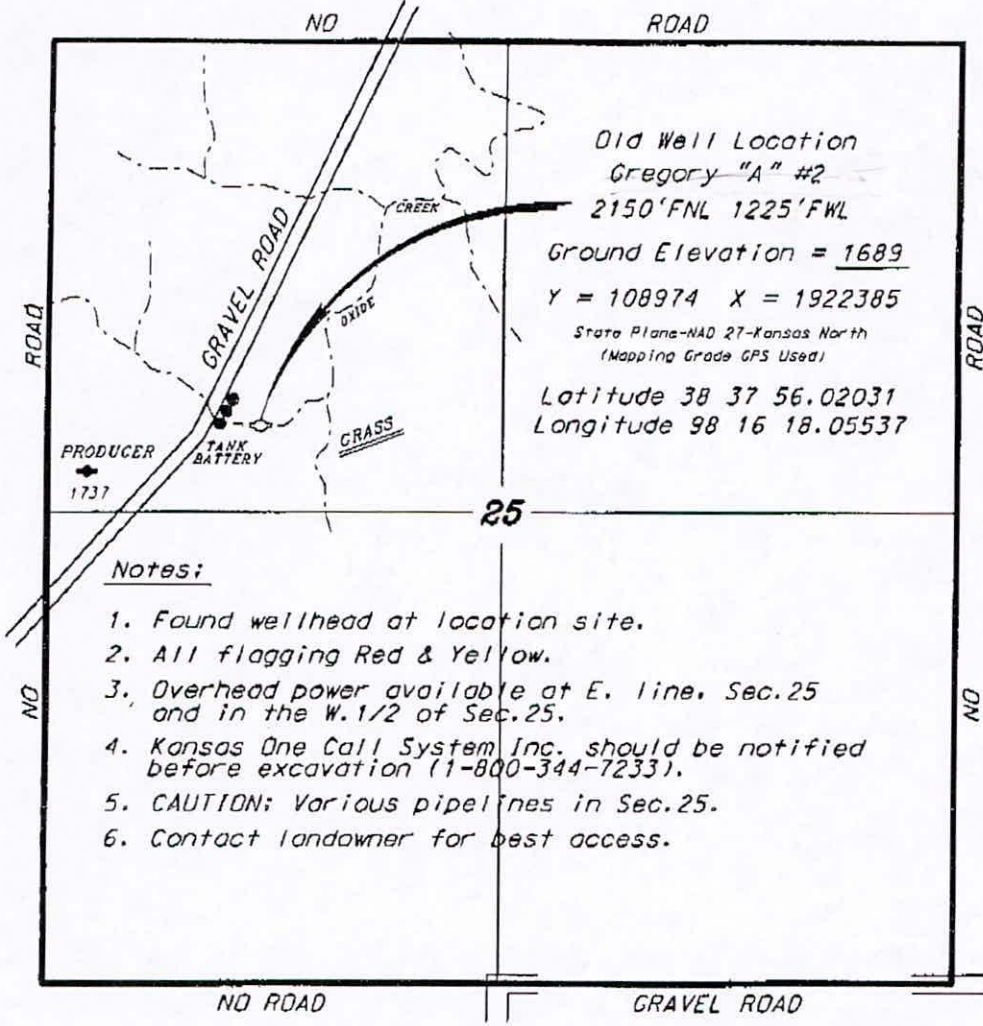 NO ROAD
Old Well Location
Gregory "A" #2
2150'FNL 1225'FWL
Ground Elevation = 1689
Y = 108974 X = 1922385
State Plane-NAD 27-Kansas North
(Mapping Grade GPS Used)
Latitude 38 37 56.02031
Longitude 98 16 18.05537
CREEK
OXIDE
GRAVEL ROAD
GRASS
TANK
BATTERY
PRODUCER
1737
25
NO ROAD
NO ROAD
Notes:
1. Found wellhead at location site.
2. All flagging Red & Yellow.
3. Overhead power available at E. line. Sec.25
and in the W.1/2 of Sec.25.
4. Kansas One Call System Inc. should be notified
before excavation (1-800-344-7233).
5. CAUTION: Various pipelines in Sec.25.
6. Contact landowner for best access.
NO ROAD
GRAVEL ROAD